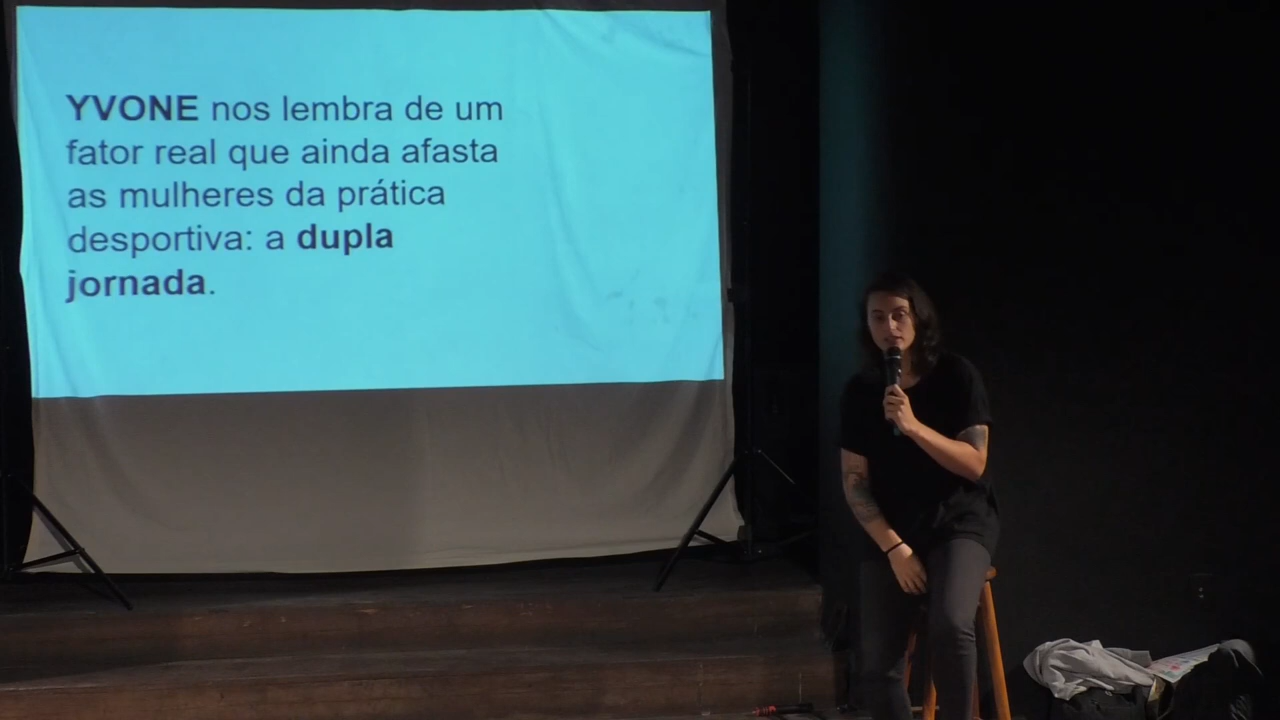 YVONE nos lembra de um
fator real que ainda afasta
as mulheres da prática
desportiva: a dupla
jornada.